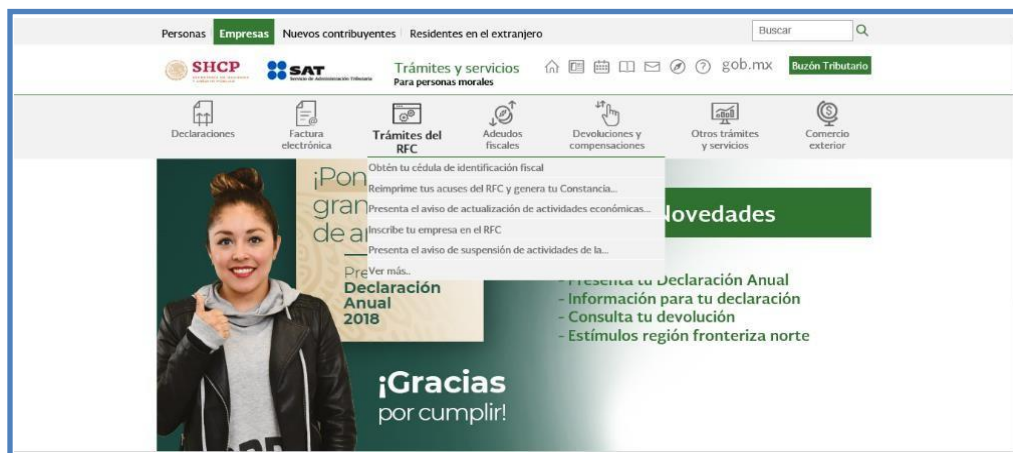 Personas Empresas Nuevos contribuyentes Residentes en el extranjero Buscar
SHCP SAT Trámites y servicios gob.mx Buzón Tributario
Servicio de Administración Tributaria Para personas morales
Declaraciones
Factura
electrónica
Trámites del
RFC
Adeudos
fiscales
Devoluciones y
compensaciones
Otros trámites
y servicios
Comercio
exterior
Obtén tu cédula de identificación fiscal
Reimprime tus acuses del RFC y genera tu Constancia...
Presenta el aviso de actualización de actividades económicas...
Inscribe tu empresa en el RFC
Presenta el aviso de suspensión de actividades de la...
Ver más..
¡Pon
gran
de a
Pre
Declaración
Anual
2018
¡Gracias
por cumplir!
Novedades
- Presenta tu Declaración Anual
- Información para tu declaración
- Consulta tu devolución
- Estímulos región fronteriza norte